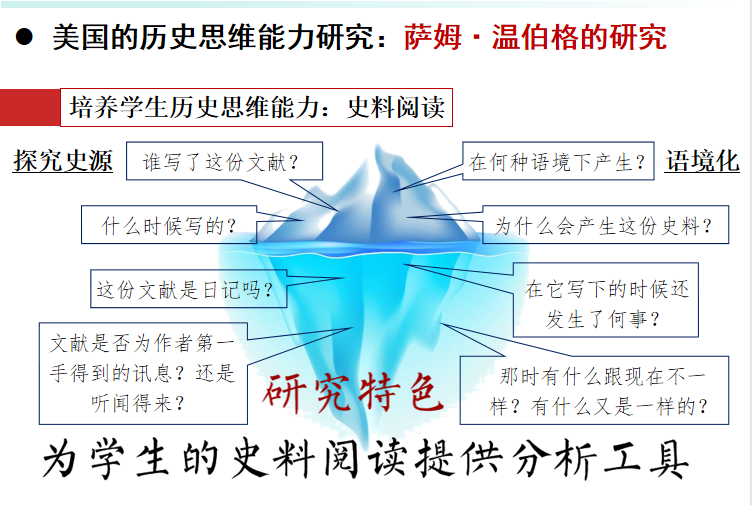 美国的历史思维能力研究：萨姆·温伯格的研究
培养学生历史思维能力：史料阅读
探究史源
谁写了这份文献？
在何种语境下产生？
语境化
什么时候写的？
为什么会产生这份史料？
这份文献是日记吗？
在它写下的时候还
发生了何事？
文献是否为作者第一
手得到的讯息？还是
听闻得来？
那时有什么跟现在不一
样？有什么又是一样的？
研究特色
为学生的史料阅读提供分析工具